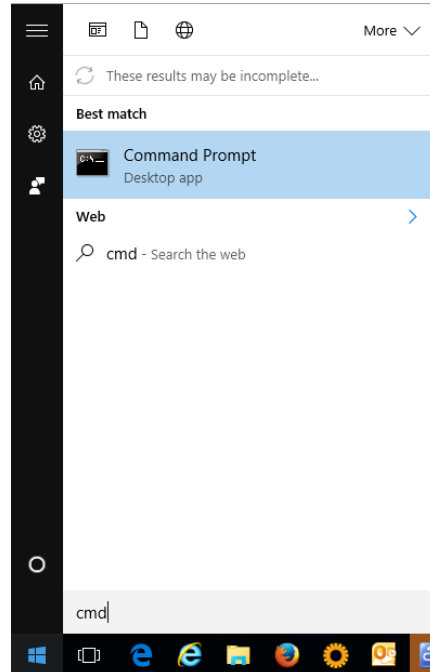 More
These results may be incomplete...
Best match
Command Prompt
Desktop app
Web
cmd - Search the web
cmd